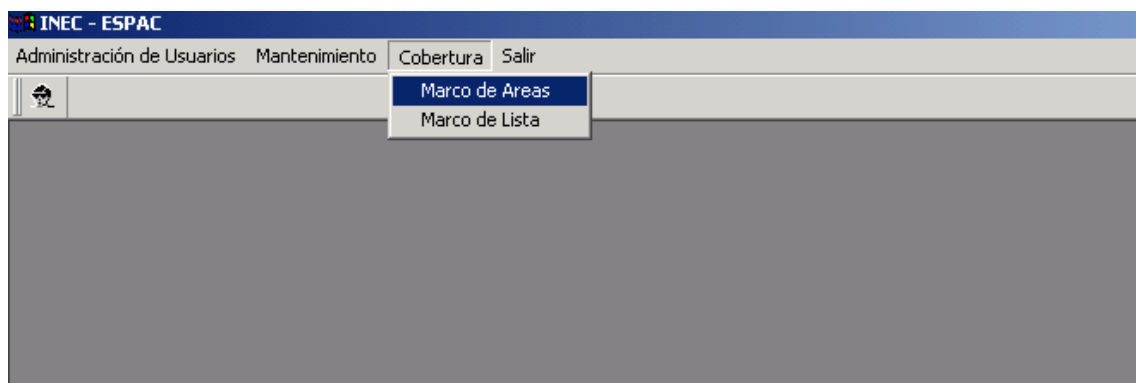 INEC - ESPAC
Administración de Usuarios Mantenimiento Cobertura Salir
Marco de Areas
Marco de Lista